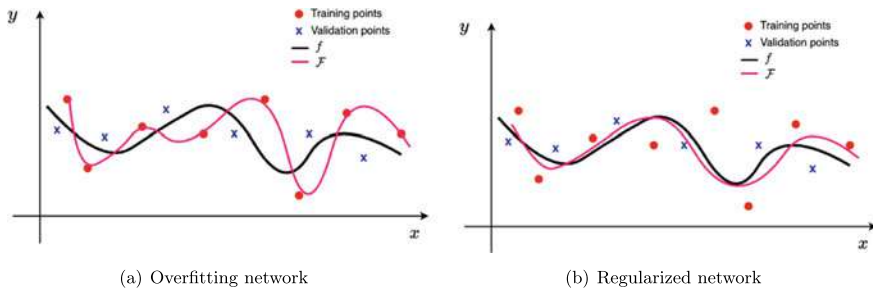 y
Training points
Validation points
f
ℱ
x
(a) Overfitting network
y
Training points
Validation points
f
ℱ
x
(b) Regularized network